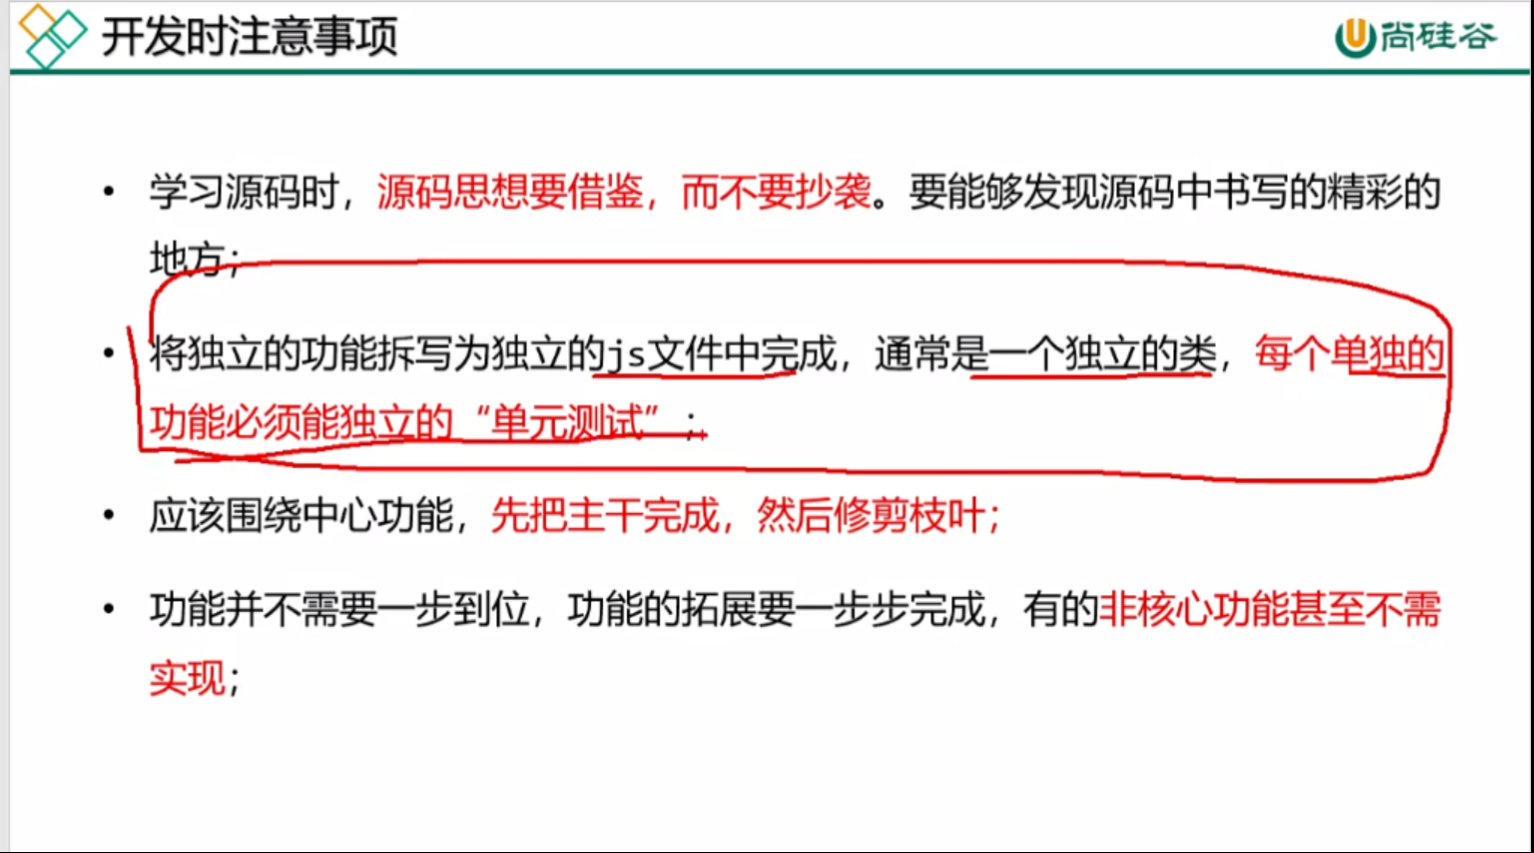 开发时注意事项
尚硅谷
• 学习源码时，源码思想要借鉴，而不要抄袭。要能够发现源码中书写的精彩的
地方；
• 将独立的功能拆写为独立的js文件中完成，通常是一个独立的类，每个单独的
功能必须能独立的“单元测试”；
• 应该围绕中心功能，先把主干完成，然后修剪枝叶；
• 功能并不需要一步到位，功能的拓展要一步步完成，有的非核心功能甚至不需
实现；